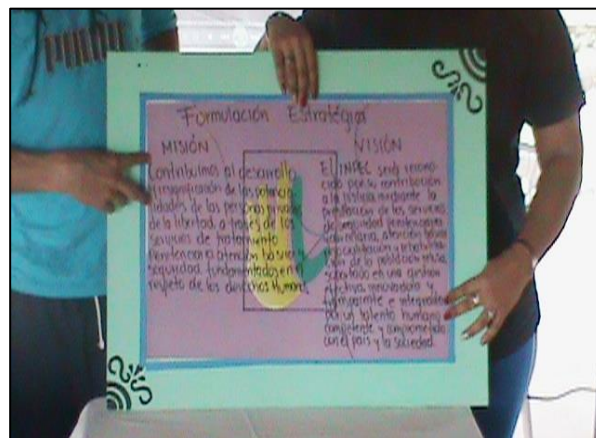 Formulación Estratégica
MISIÓN
Contribuimos al desarrollo
y resignificación de las potencia
lidades de las personas privadas
de la libertad, a través de los
servicios de tratamiento
Penitenciario, atención básica y
seguridad, fundamentados en el
respeto de los derechos Humanos
VISIÓN
El INPEC será recono-
cido por su contribución
a la justicia mediante la
prestación de los servicios
de seguridad penitenciaria
atención básica
resocialización y rehabilita-
ción de la población reclusa,
soportado en una gestión
efectiva, innovadora y
transparente e integrada
por un talento humano
competente y comprometido
con el país y la sociedad.